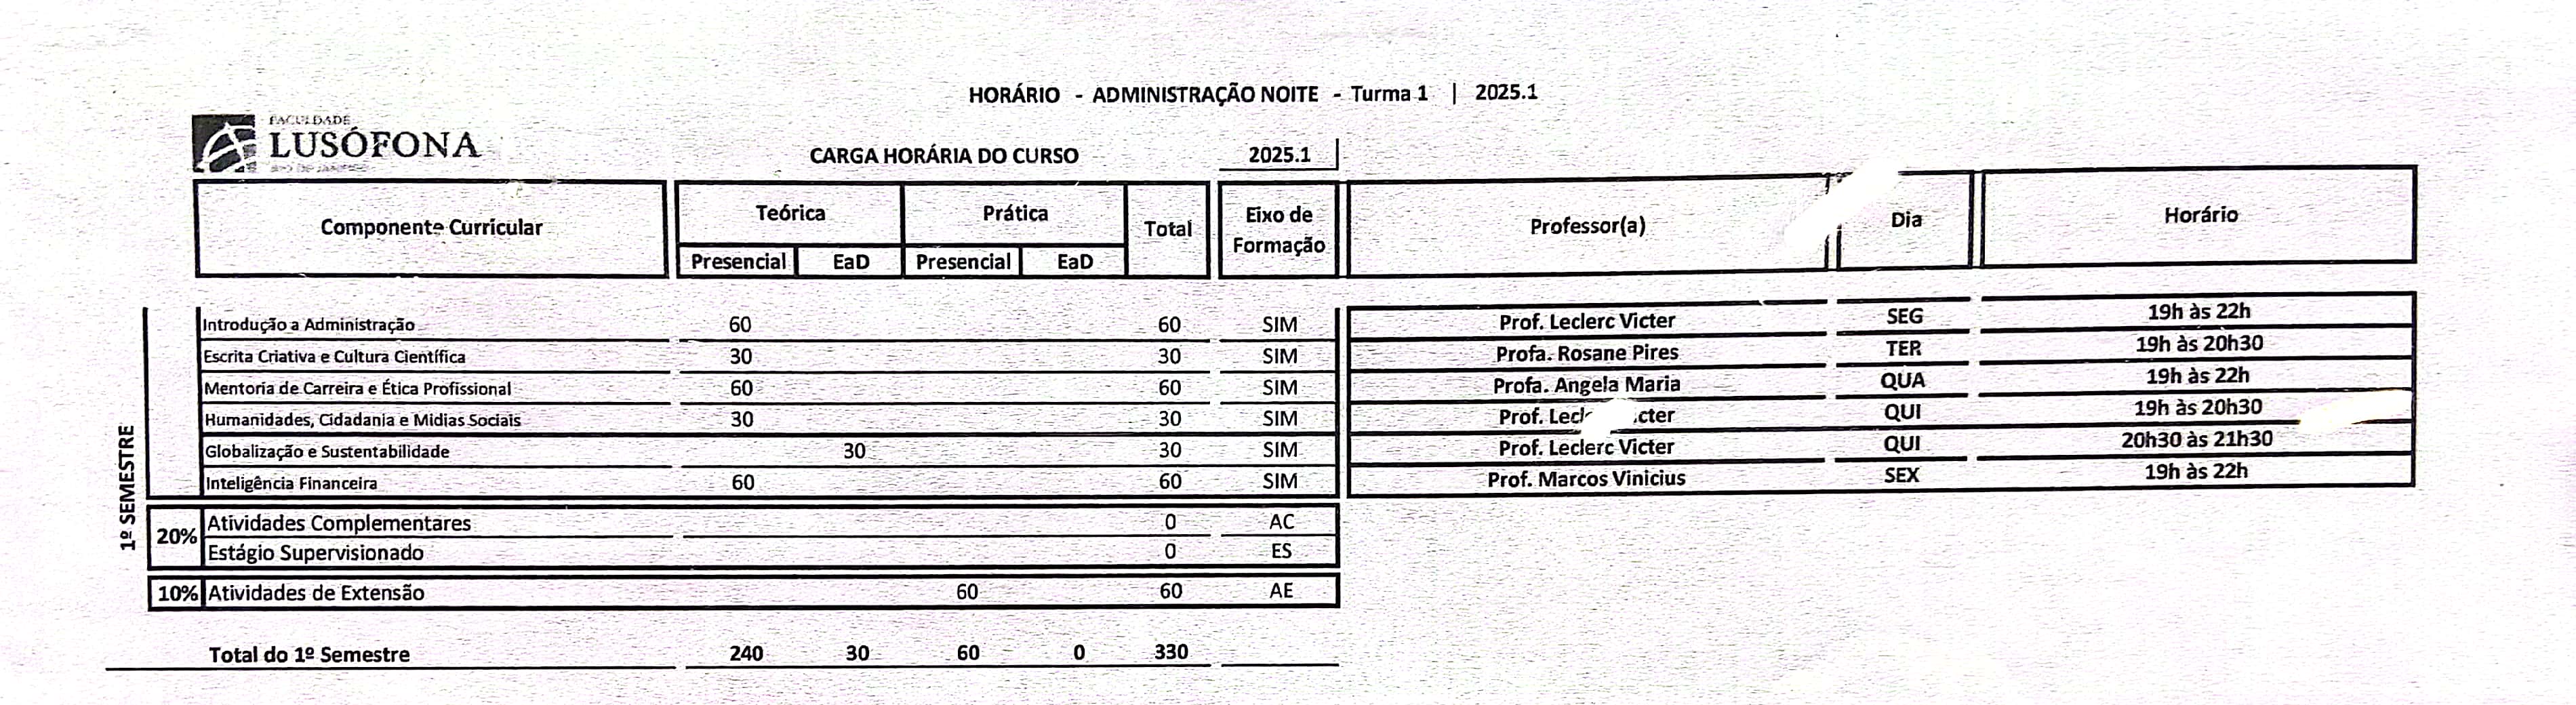 HORÁRIO - ADMINISTRAÇÃO NOITE - Turma 1 | 2025.1
FACULDADE
LUSÓFONA
RIO DE JANEIRO
CARGA HORÁRIA DO CURSO 2025.1
Componente Curricular Teórica Prática Total Eixo de Formação Professor(a) Dia Horário
Presencial EaD Presencial EaD
1º SEMESTRE
Introdução a Administração 60 60 SIM Prof. Leclerc Victer SEG 19h às 22h
Escrita Criativa e Cultura Científica 30 30 SIM Profa. Rosane Pires TER 19h às 20h30
Mentoria de Carreira e Ética Profissional 60 60 SIM Profa. Angela Maria QUA 19h às 22h
Humanidades, Cidadania e Midias Sociais 30 30 SIM Prof. QUI 19h às 20h30
Globalização e Sustentabilidade 30 30 SIM Prof. Leclerc Victer QUI 20h30 às 21h30
Inteligência Financeira 60 60 SIM Prof. Marcos Vinicius SEX 19h às 22h
20% Atividades Complementares 0 AC
Estágio Supervisionado 0 ES
10% Atividades de Extensão 60 60 AE
Total do 1º Semestre 240 30 60 0 330